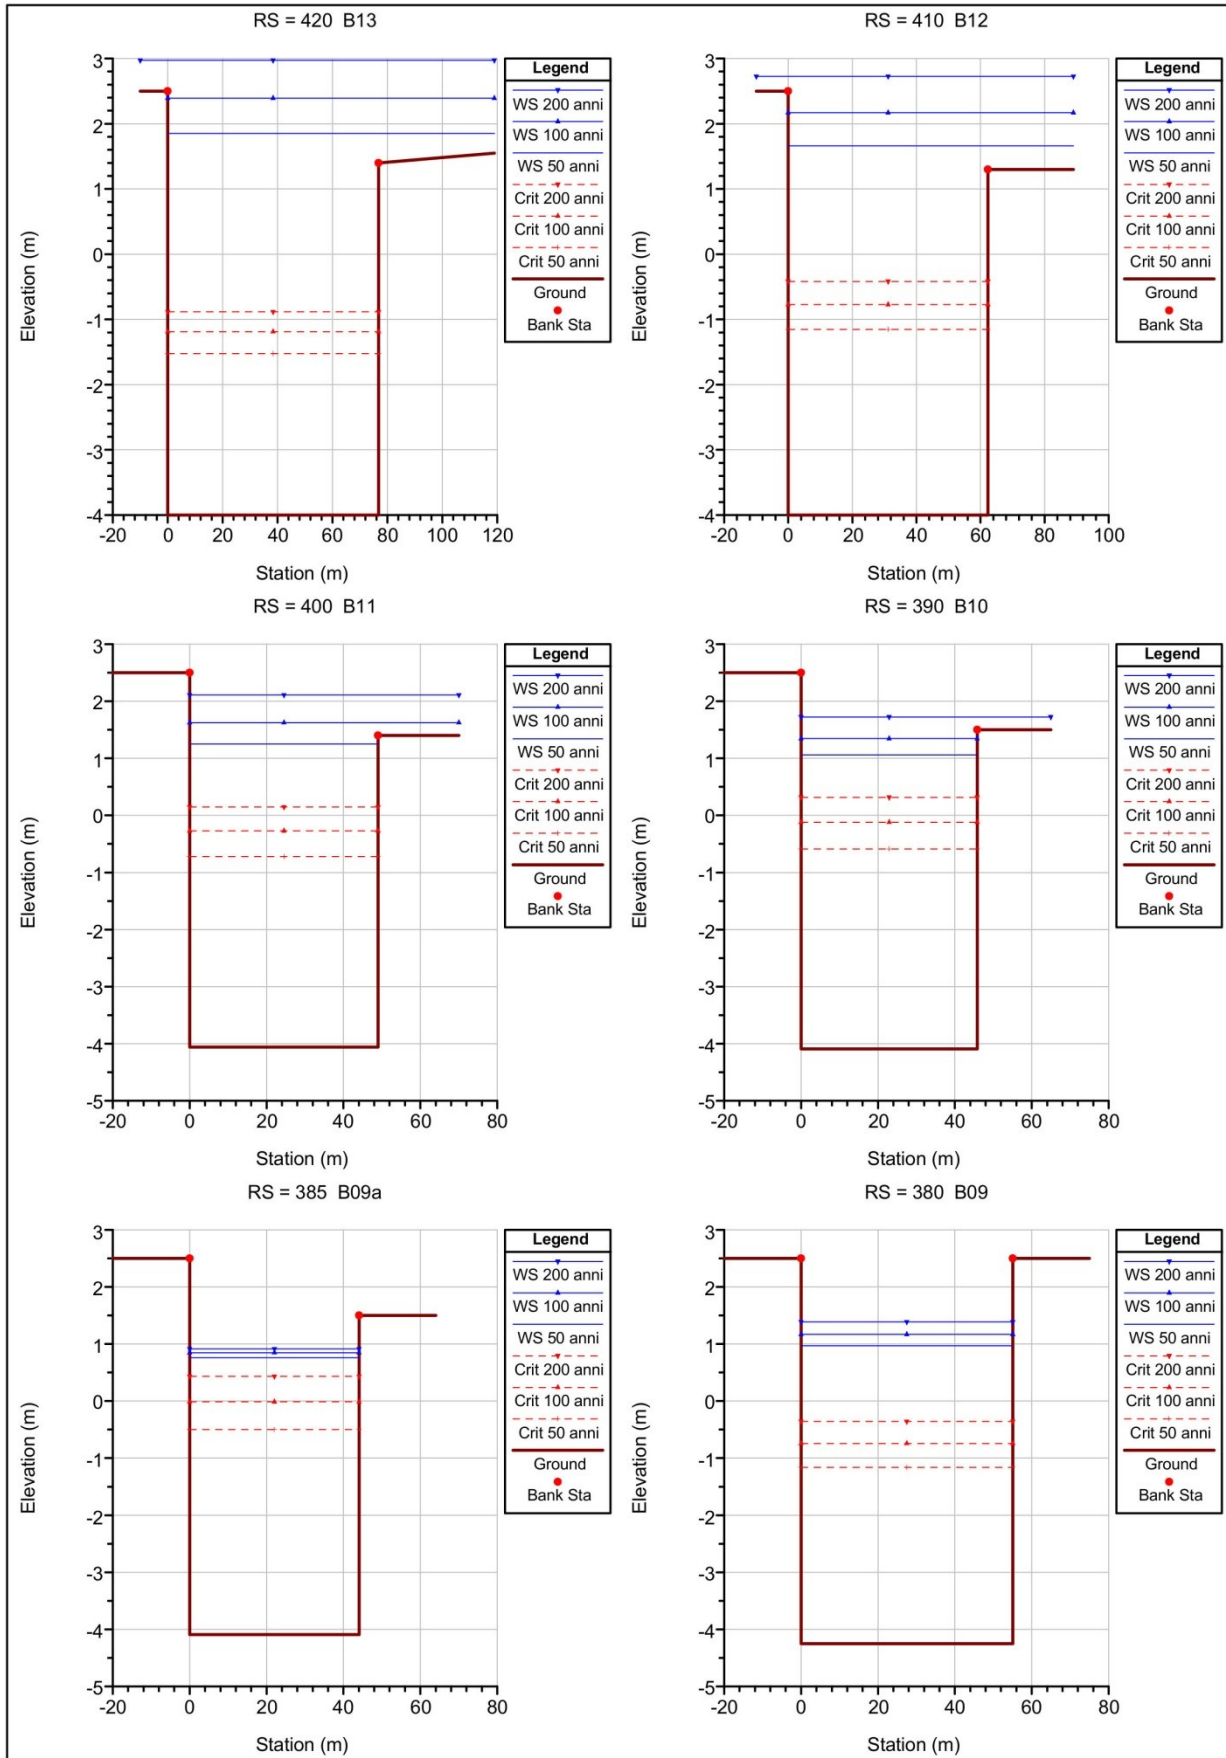 RS = 420 B13
Elevation (m)
3
2
1
0
-1
-2
-3
-4
-20 0 20 40 60 80 100 120
Station (m)
Legend
WS 200 anni
WS 100 anni
WS 50 anni
Crit 200 anni
Crit 100 anni
Crit 50 anni
Ground
Bank Sta
RS = 410 B12
Elevation (m)
3
2
1
0
-1
-2
-3
-4
-20 0 20 40 60 80 100
Station (m)
Legend
WS 200 anni
WS 100 anni
WS 50 anni
Crit 200 anni
Crit 100 anni
Crit 50 anni
Ground
Bank Sta
RS = 400 B11
Elevation (m)
3
2
1
0
-1
-2
-3
-4
-5
-20 0 20 40 60 80
Station (m)
Legend
WS 200 anni
WS 100 anni
WS 50 anni
Crit 200 anni
Crit 100 anni
Crit 50 anni
Ground
Bank Sta
RS = 390 B10
Elevation (m)
3
2
1
0
-1
-2
-3
-4
-5
-20 0 20 40 60 80
Station (m)
Legend
WS 200 anni
WS 100 anni
WS 50 anni
Crit 200 anni
Crit 100 anni
Crit 50 anni
Ground
Bank Sta
RS = 385 B09a
Elevation (m)
3
2
1
0
-1
-2
-3
-4
-5
-20 0 20 40 60 80
Station (m)
Legend
WS 200 anni
WS 100 anni
WS 50 anni
Crit 200 anni
Crit 100 anni
Crit 50 anni
Ground
Bank Sta
RS = 380 B09
Elevation (m)
3
2
1
0
-1
-2
-3
-4
-5
-20 0 20 40 60 80
Station (m)
Legend
WS 200 anni
WS 100 anni
WS 50 anni
Crit 200 anni
Crit 100 anni
Crit 50 anni
Ground
Bank Sta